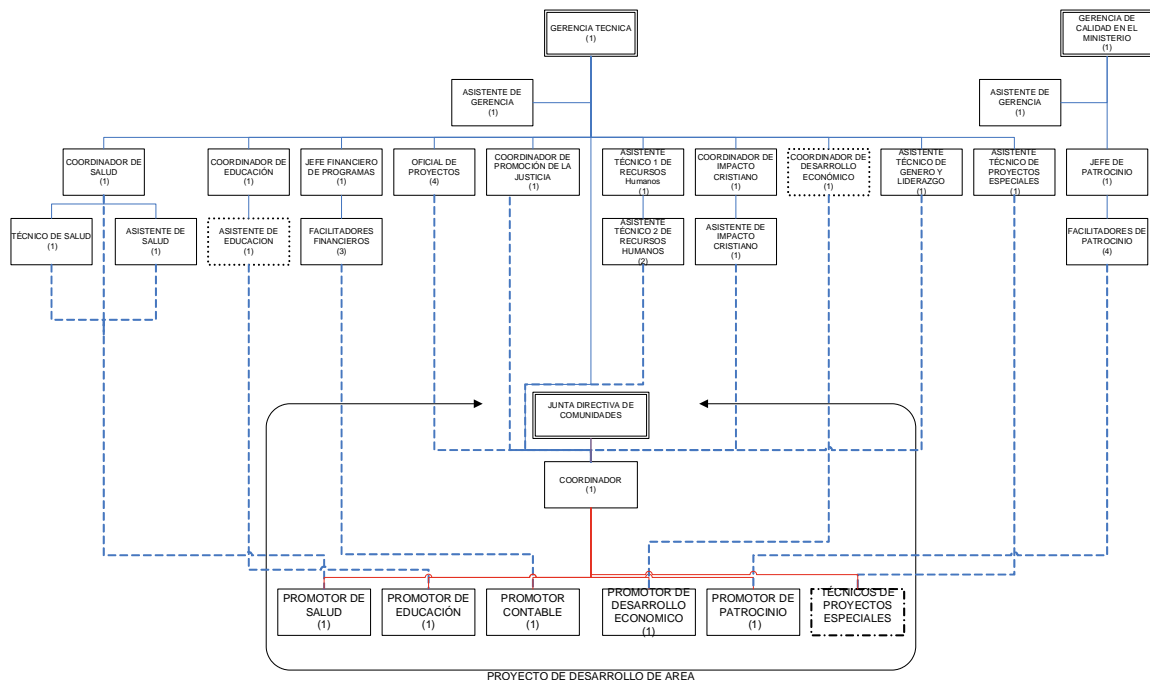 GERENCIA TECNICA
(1)
GERENCIA DE
CALIDAD EN EL
MINISTERIO
(1)
ASISTENTE DE
GERENCIA
(1)
ASISTENTE DE
GERENCIA
(1)
COORDINADOR DE
SALUD
(1)
COORDINADOR DE
EDUCACIÓN
(1)
JEFE FINANCIERO
DE PROGRAMAS
(1)
OFICIAL DE
PROYECTOS
(4)
COORDINADOR DE
PROMOCIÓN DE LA
JUSTICIA
(1)
ASISTENTE
TÉCNICO 1 DE
RECURSOS
Humanos
(1)
COORDINADOR DE
IMPACTO
CRISTIANO
(1)
COORDINADOR DE
DESARROLLO
ECONÓMICO
(1)
ASISTENTE
TÉCNICO DE
GENERO Y
LIDERAZGO
(1)
ASISTENTE
TÉCNICO DE
PROYECTOS
ESPECIALES
(1)
JEFE DE
PATROCINIO
(1)
TÉCNICO DE SALUD
(1)
ASISTENTE DE
SALUD
(1)
ASISTENTE DE
EDUCACION
(1)
FACILITADORES
FINANCIEROS
(3)
ASISTENTE
TÉCNICO 2 DE
RECURSOS
HUMANOS
(2)
ASISTENTE DE
IMPACTO
CRISTIANO
(1)
FACILITADORES DE
PATROCINIO
(4)
JUNTA DIRECTIVA DE
COMUNIDADES
COORDINADOR
(1)
PROMOTOR DE
SALUD
(1)
PROMOTOR DE
EDUCACIÓN
(1)
PROMOTOR
CONTABLE
(1)
PROMOTOR DE
DESARROLLO
ECONOMICO
(1)
PROMOTOR DE
PATROCINIO
(1)
TÉCNICOS DE
PROYECTOS
ESPECIALES
PROYECTO DE DESARROLLO DE AREA